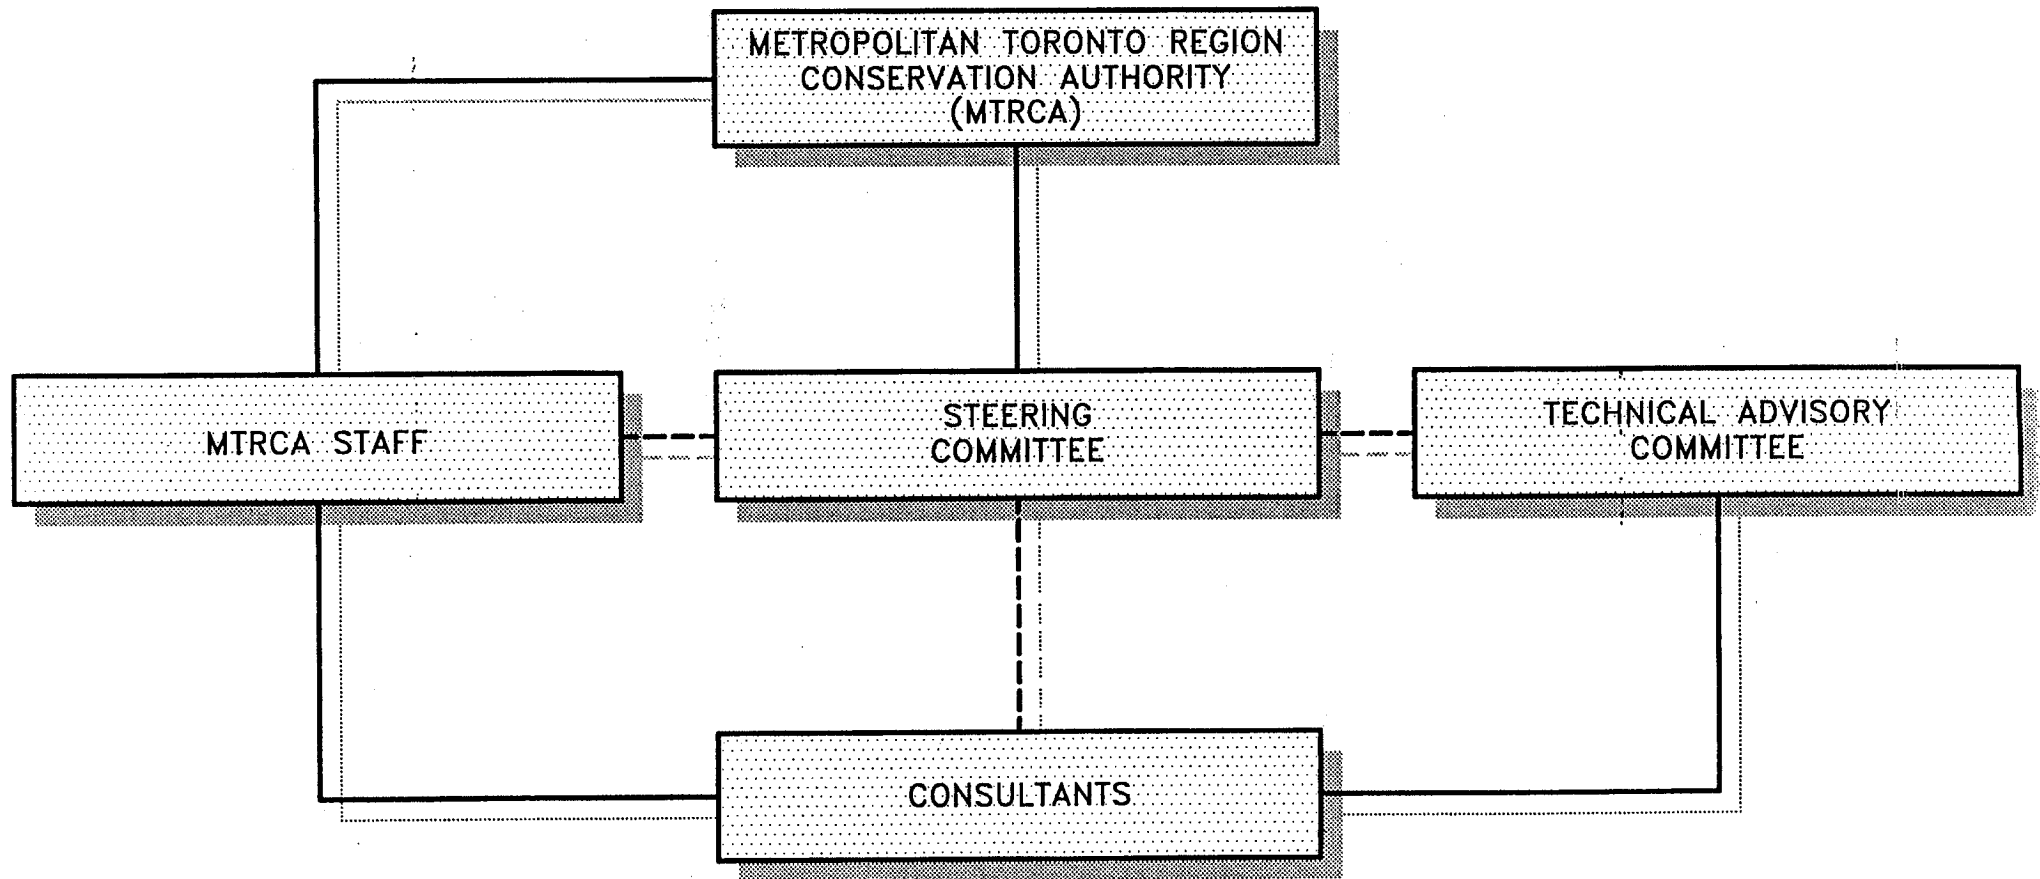 METROPOLITAN TORONTO REGION
CONSERVATION AUTHORITY
(MTRCA)
MTRCA STAFF
STEERING
COMMITTEE
TECHNICAL ADVISORY
COMMITTEE
CONSULTANTS